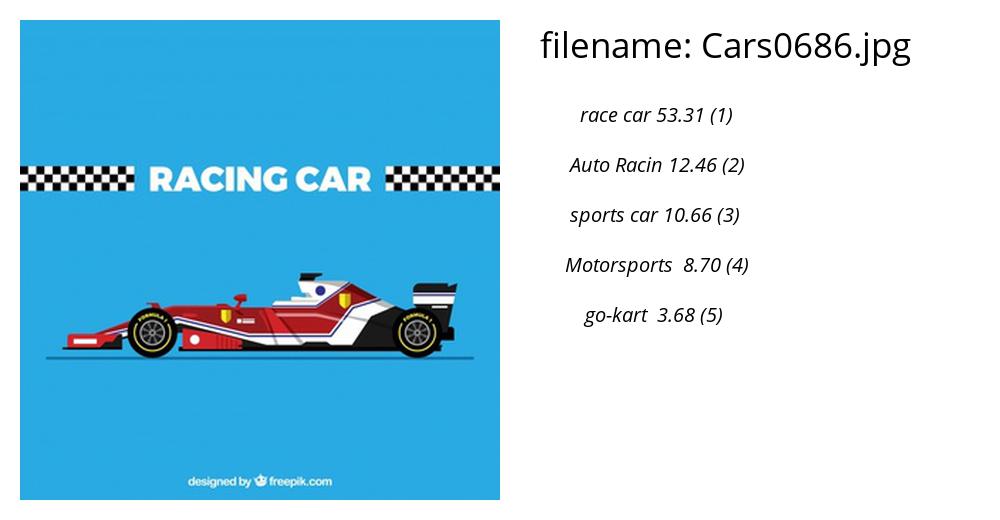 filename: Cars0686.jpg
race car 53.31 (1)
Auto Racin 12.46 (2)
sports car 10.66 (3)
Motorsports 8.70 (4)
go-kart 3.68 (5)
RACING CAR
FORMULA 1
FORMULA 1
designed by freepik.com